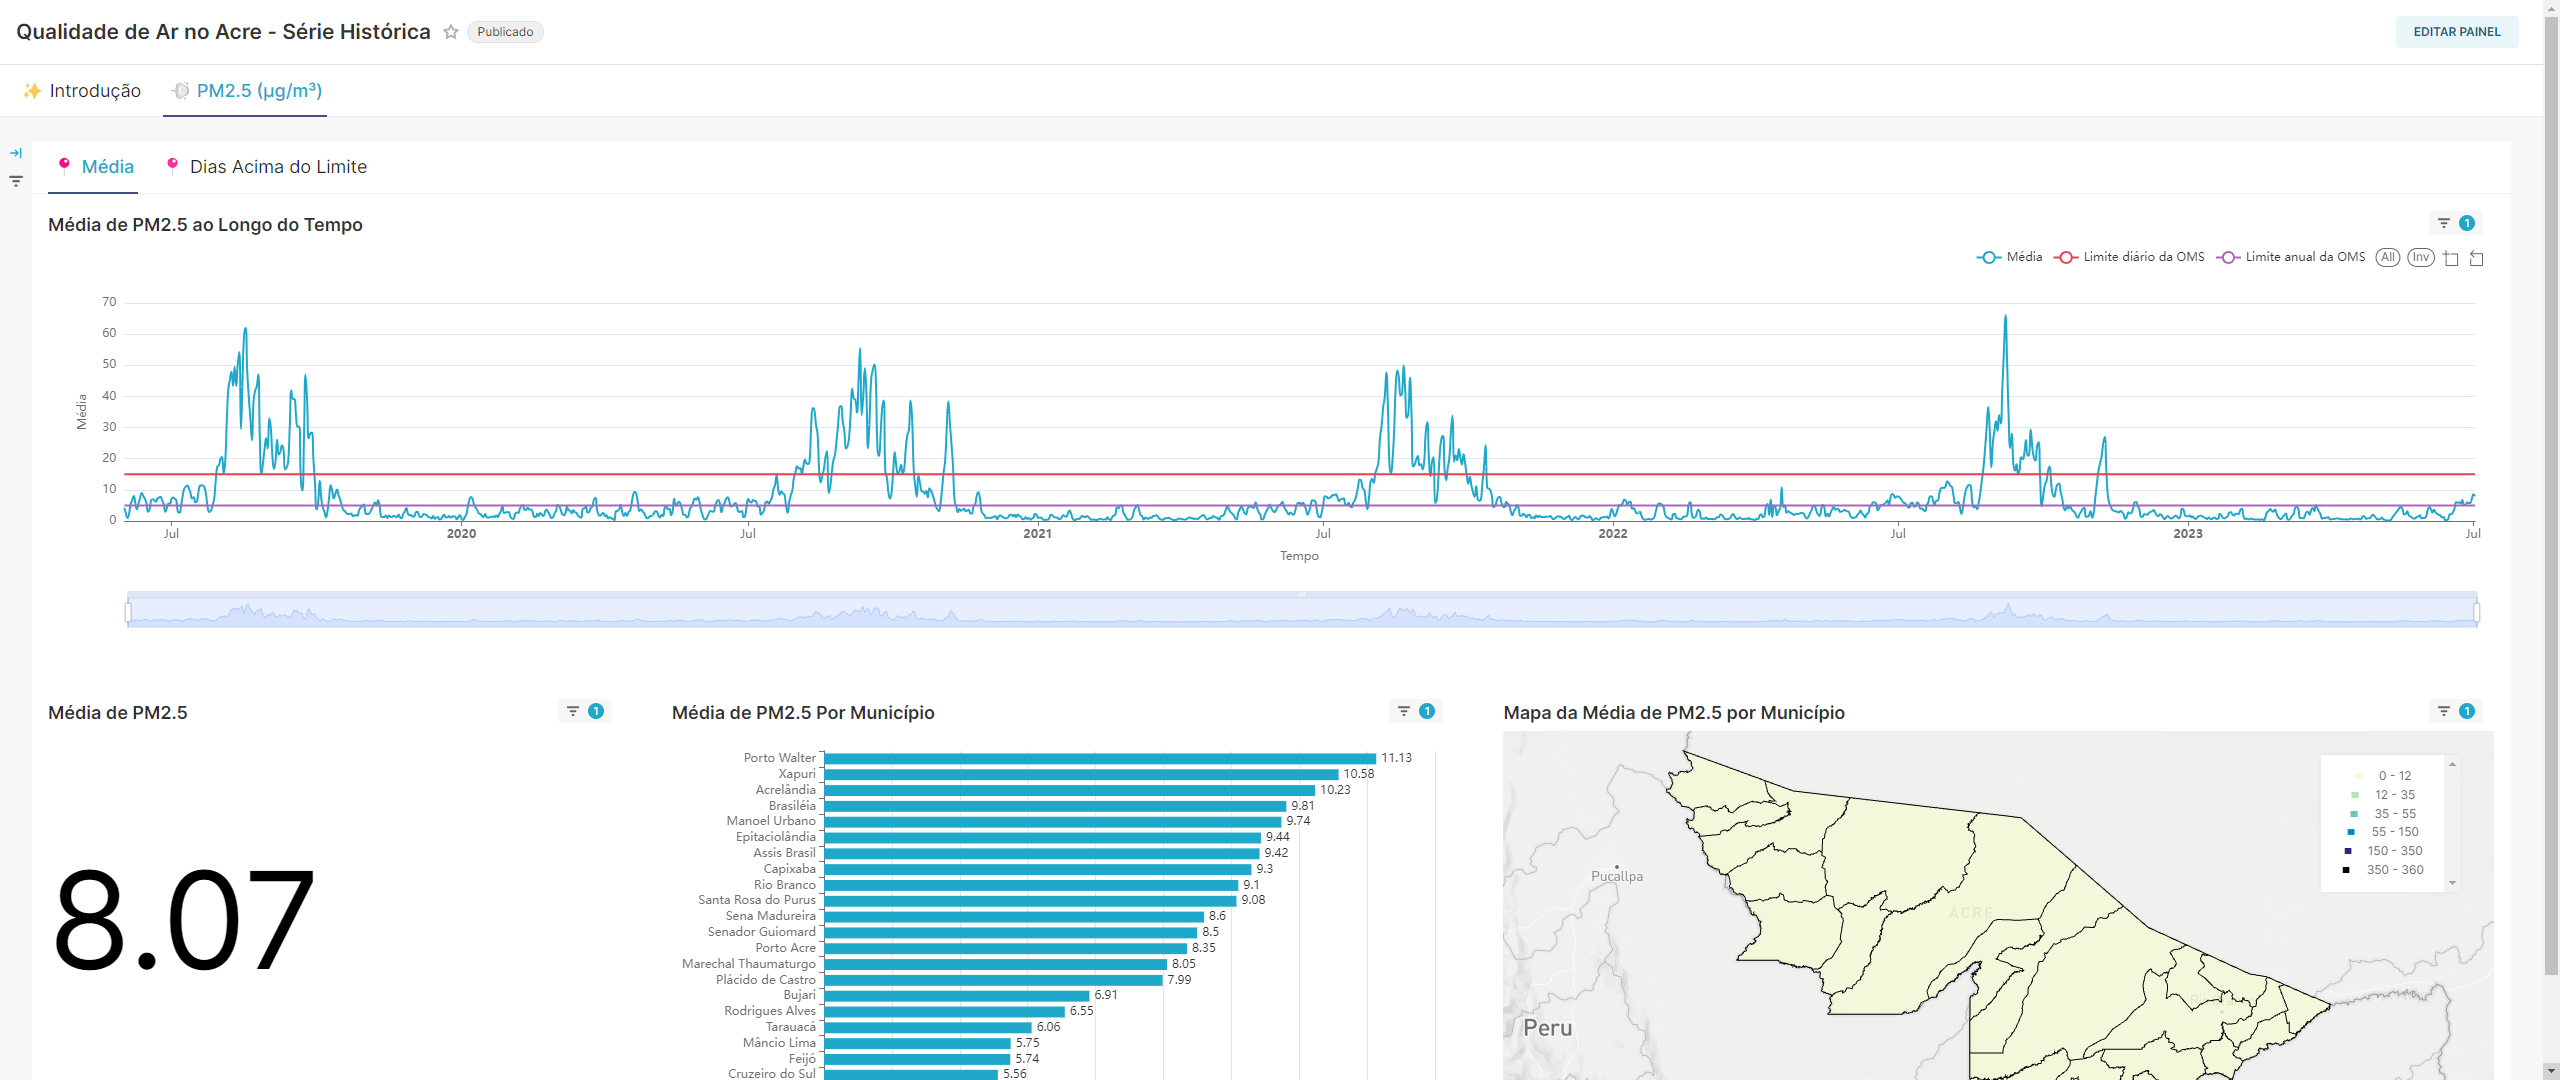 Qualidade de Ar no Acre - Série Histórica
Publicado
EDITAR PAINEL
Introdução
PM2.5 (μg/m³)
Média
Dias Acima do Limite
Média de PM2.5 ao Longo do Tempo
1
Média
Limite diário da OMS
Limite anual da OMS
All
Inv
70
60
50
40
30
20
10
0
Média
Jul
2020
Jul
2021
Jul
2022
Jul
2023
Jul
Tempo
Média de PM2.5
1
8.07
Média de PM2.5 Por Município
1
Porto Walter 11.13
Xapuri 10.58
Acrelândia 10.23
Brasiléia 9.81
Manoel Urbano 9.74
Epitaciolândia 9.44
Assis Brasil 9.42
Capixaba 9.3
Rio Branco 9.1
Santa Rosa do Purus 9.08
Sena Madureira 8.6
Senador Guiomard 8.5
Porto Acre 8.35
Marechal Thaumaturgo 8.05
Plácido de Castro 7.99
Bujari 6.91
Rodrigues Alves 6.55
Tarauacá 6.06
Mâncio Lima 5.75
Feijó 5.74
Cruzeiro do Sul 5.56
Mapa da Média de PM2.5 por Município
1
0 - 12
12 - 35
35 - 55
55 - 150
150 - 350
350 - 360
Pucallpa
ACRE
Peru